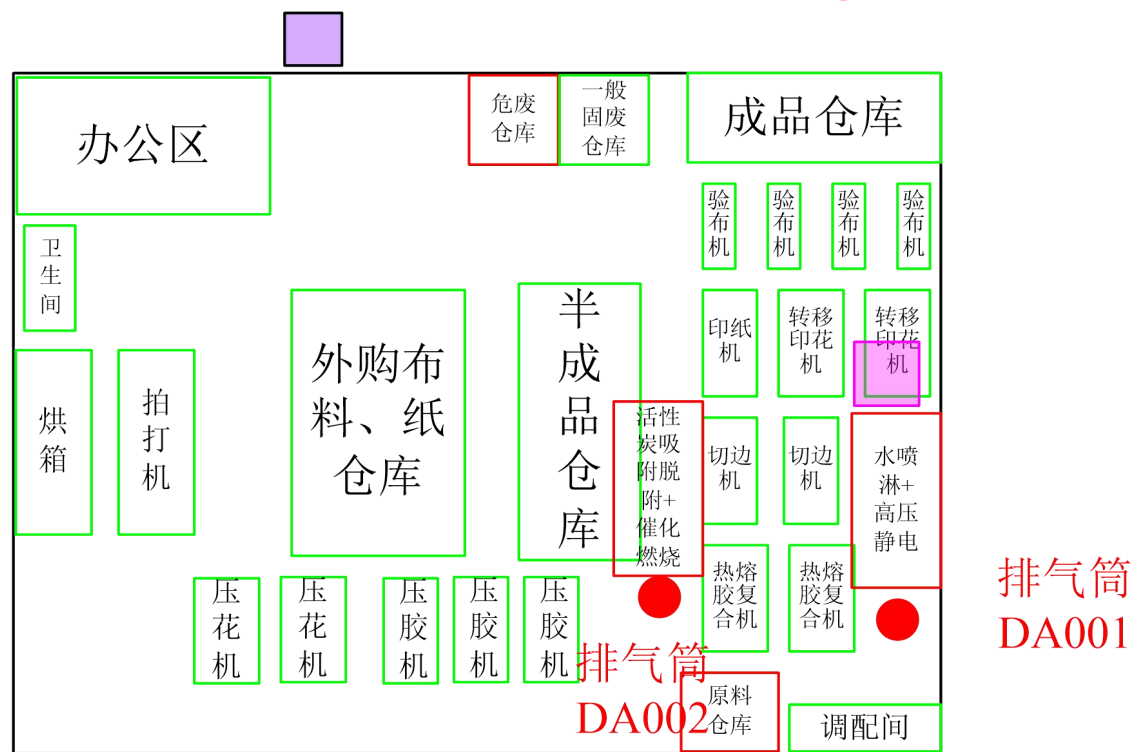 办公区
危废
仓库
一般
固废
仓库
成品仓库
卫
生
间
验
布
机
验
布
机
验
布
机
验
布
机
外购布
料、纸
仓库
半
成
品
仓
库
印纸
机
转移
印花
机
转移
印花
机
烘
箱
拍
打
机
活性
炭吸
附脱
附+
催化
燃烧
切边
机
切边
机
水喷
淋+
高压
静电
热熔
胶复
合机
热熔
胶复
合机
压
花
机
压
花
机
压
胶
机
压
胶
机
压
胶
机
排气筒
DA002
排气筒
DA001
原料
仓库
调配间